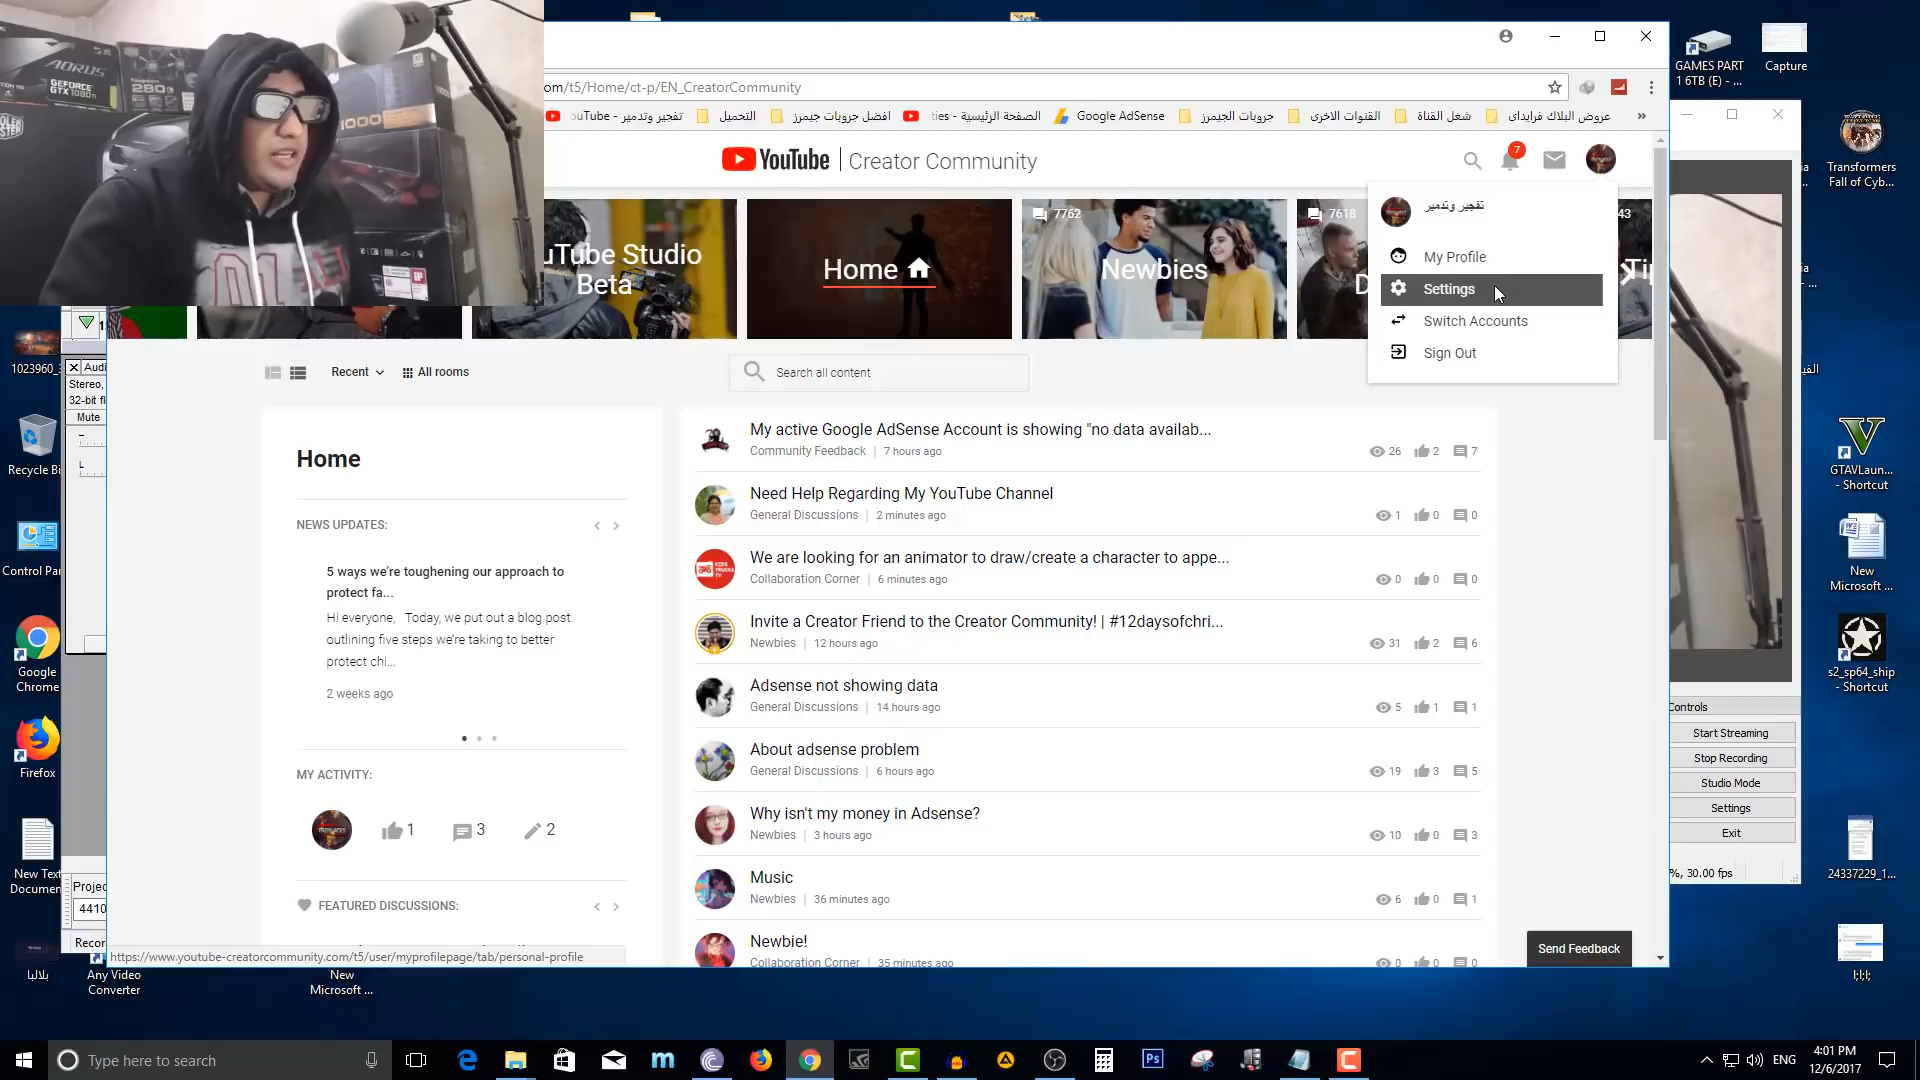 AORUS
GEFORCE
GTX 1080 Ti
280
1000
COOLER
MASTER
om/t5/Home/ct-p/EN_CreatorCommunity
تفجير وتدمير - YouTube
التحميل
افضل جروبات جيمرز
الصفحة الرئيسية - ties
Google AdSense
جروبات الجيمرز
القنوات الاخرى
شغل القناة
عروض البلاك فرايداى
»
YouTube | Creator Community
7
uTube Studio
Beta
Home
7762
Newbies
7618
D
43
Ti
تفجير وتدمير
My Profile
Settings
Switch Accounts
Sign Out
Recent
All rooms
Search all content
Home
NEWS UPDATES:
5 ways we're toughening our approach to
protect fa...
Hi everyone, Today, we put out a blog post
outlining five steps we're taking to better
protect chi...
2 weeks ago
MY ACTIVITY:
1
3
2
FEATURED DISCUSSIONS:
My active Google AdSense Account is showing "no data availab...
Community Feedback | 7 hours ago
26 2 7
Need Help Regarding My YouTube Channel
General Discussions | 2 minutes ago
1 0 0
We are looking for an animator to draw/create a character to appe...
Collaboration Corner | 6 minutes ago
0 0 0
Invite a Creator Friend to the Creator Community! | #12daysofchri...
Newbies | 12 hours ago
31 2 6
Adsense not showing data
General Discussions | 14 hours ago
5 1 1
About adsense problem
General Discussions | 6 hours ago
19 3 5
Why isn't my money in Adsense?
Newbies | 3 hours ago
10 0 3
Music
Newbies | 36 minutes ago
6 0 1
Newbie!
Collaboration Corner | 35 minutes ago
0 0 0
Send Feedback
https://www.youtube-creatorcommunity.com/t5/user/myprofilepage/tab/personal-profile
1023960_
Recycle Bi
Control Pa
Google
Chrome
Firefox
New Text
Documen
Any Video
Converter
New
Microsoft ...
Audi
Stereo,
32-bit fl
Mute
L
Projec
4410
Recor
GAMES PART
1 6TB (E) - ...
Capture
Transformers
Fall of Cyb...
GTAVLaun...
- Shortcut
New
Microsoft ...
s2_sp64_ship
- Shortcut
24337229_1...
l;l;l;
Controls
Start Streaming
Stop Recording
Studio Mode
Settings
Exit
%, 30.00 fps
Type here to search
Ps
ENG
4:01 PM
12/6/2017